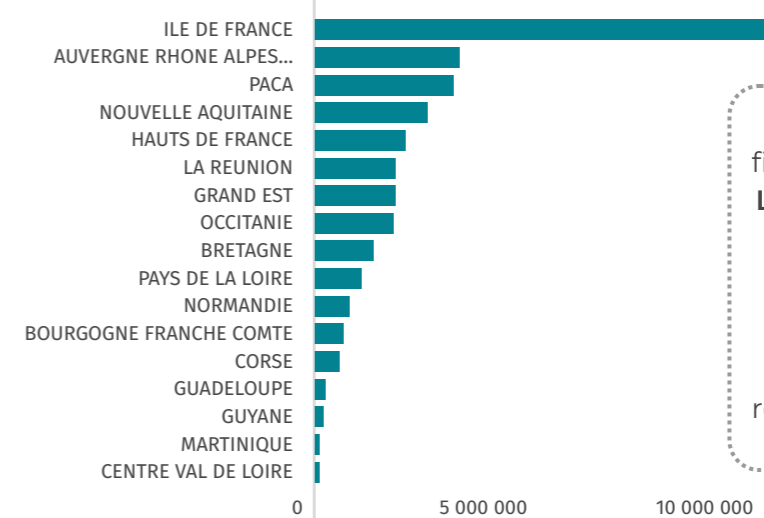 ILE DE FRANCE
AUVERGNE RHONE ALPES...
PACA
NOUVELLE AQUITAINE
HAUTS DE FRANCE
LA REUNION
GRAND EST
OCCITANIE
BRETAGNE
PAYS DE LA LOIRE
NORMANDIE
BOURGOGNE FRANCHE COMTE
CORSE
GUADELOUPE
GUYANE
MARTINIQUE
CENTRE VAL DE LOIRE
0 5 000 000 10 000 000